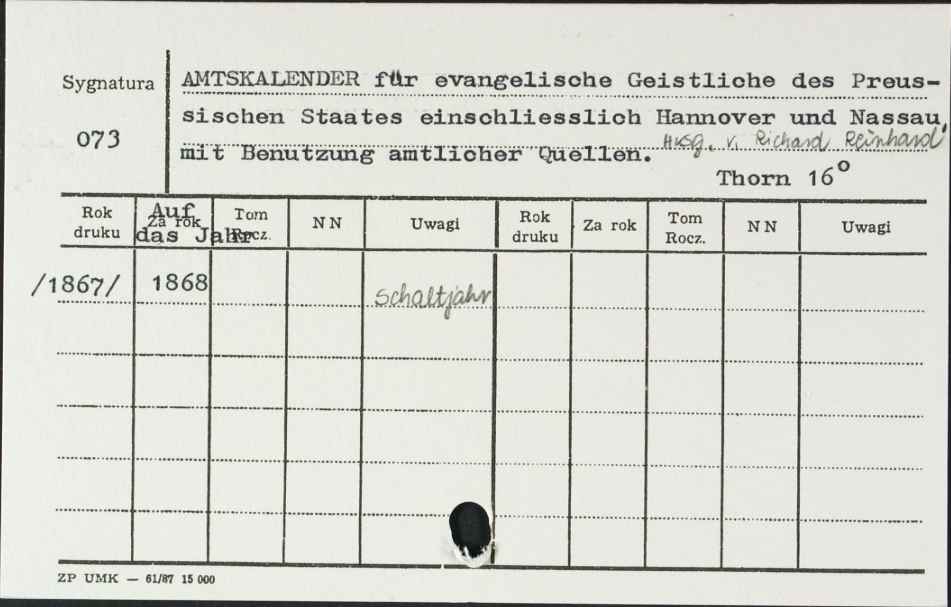 Sygnatura
073
AMTSKALENDER für evangelische Geistliche des Preus-
sischen Staates einschliesslich Hannover und Nassau,
mit Benutzung amtlicher Quellen. Hrsg. v. Richard Reinhard
Thorn 16°
Rok druku Za rok Tom Rocz. NN Uwagi Rok druku Za rok Tom Rocz. NN Uwagi
Auf das Jahr
/1867/ 1868 Schaltjahr
ZP UMK — 61/87 15 000